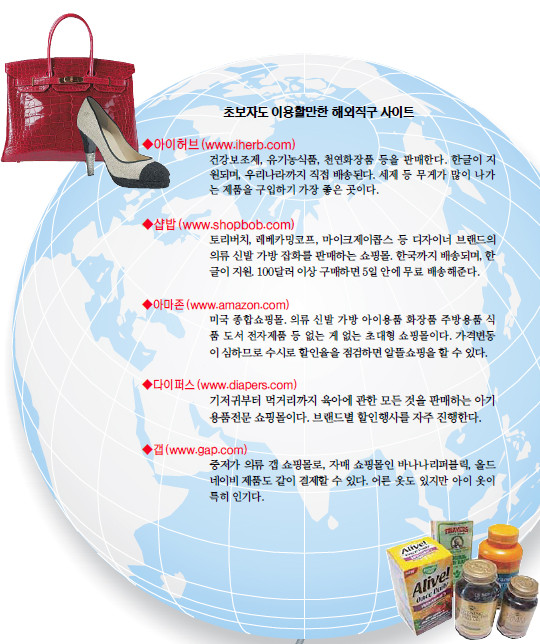 초보자도 이용할만한 해외직구 사이트
◆아이허브(www.iherb.com)
건강보조제, 유기농식품, 천연화장품 등을 판매한다. 한글이 지
원되며, 우리나라까지 직접 배송된다. 세제 등 무게가 많이 나가
는 제품을 구입하기 가장 좋은 곳이다.
◆샵밥(www.shopbob.com)
토리버치, 레베카밍코프, 마이크제이콥스 등 디자이너 브랜드의
의류 신발 가방 잡화를 판매하는 쇼핑몰. 한국까지 배송되며, 한
글이 지원. 100달러 이상 구매하면 5일 안에 무료 배송해준다.
◆아마존(www.amazon.com)
미국 종합쇼핑몰. 의류 신발 가방 아이용품 화장품 주방용품 식
품 도서 전자제품 등 없는 게 없는 초대형 쇼핑몰이다. 가격변동
이 심하므로 수시로 할인율을 점검하면 알뜰쇼핑을 할 수 있다.
◆다이퍼스(www.diapers.com)
기저귀부터 먹거리까지 육아에 관한 모든 것을 판매하는 아기
용품전문 쇼핑몰이다. 브랜드별 할인행사를 자주 진행한다.
◆갭(www.gap.com)
중저가 의류 갭 쇼핑몰로, 자매 쇼핑몰인 바나나리퍼블릭, 올드
네이비 제품도 같이 결제할 수 있다. 어른 옷도 있지만 아이 옷이
특히 인기다.
THAYERS
Alive!
Alive!
Once Daily